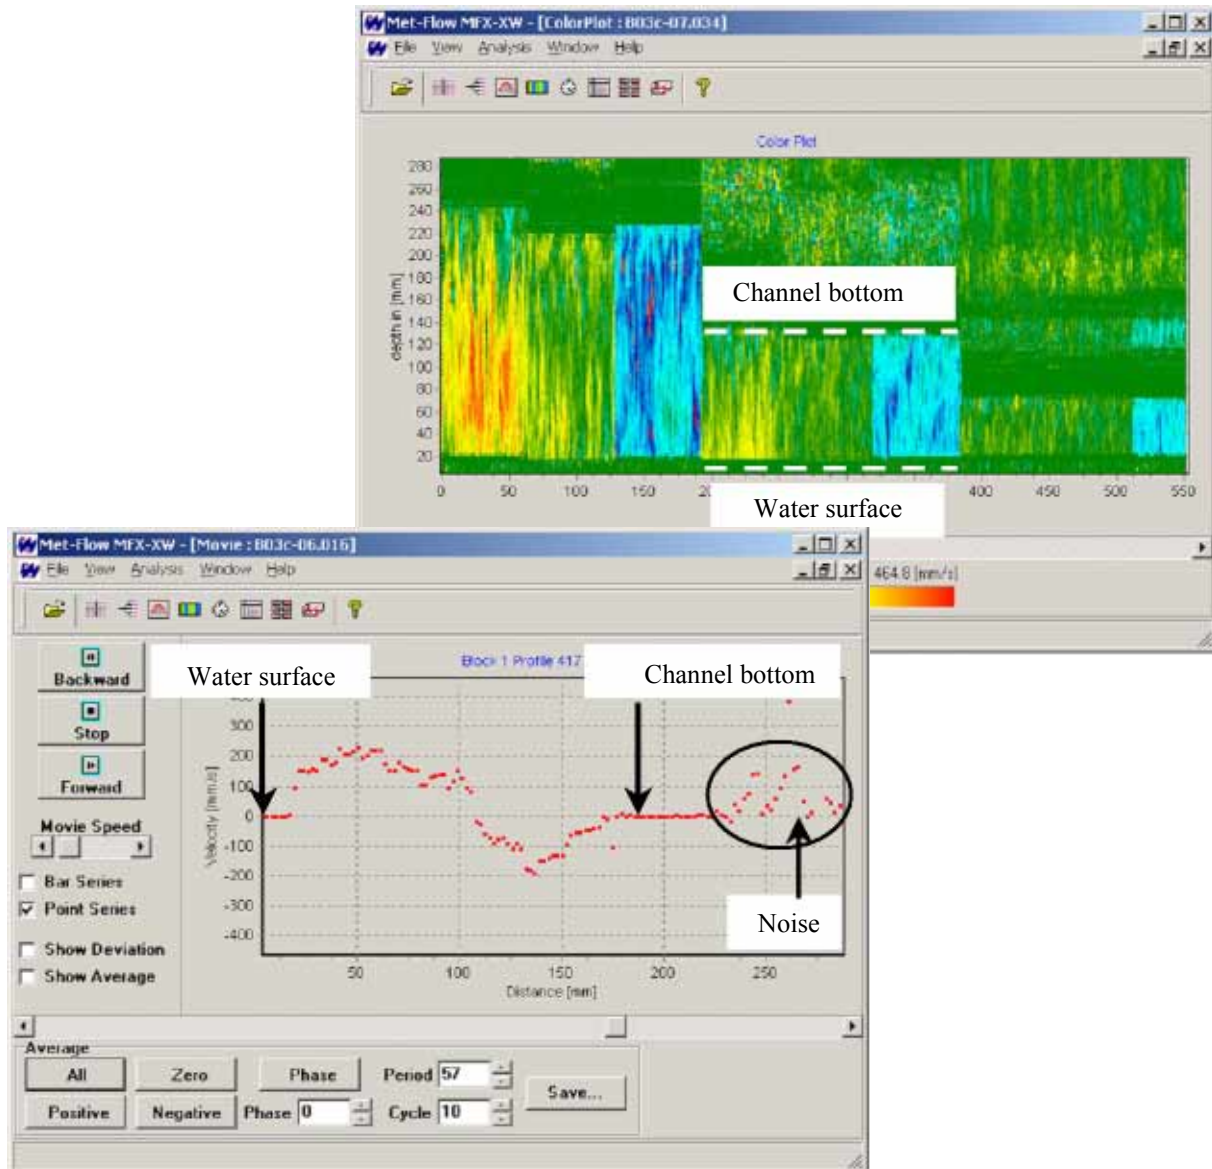 Met-Flow MFX-XW - [ColorPlot : B03c-07.034]
File View Analysis Window Help
Color Plot
depth in [mm]
280
260
240
220
200
180
160
140
120
100
80
60
40
20
Channel bottom
0 50 100 150 400 450 500 550
Water surface
464.8 [mm/s]
Met-Flow MFX-XW - [Movie : B03c-06.016]
File View Analysis Window Help
Backward
Stop
Forward
Movie Speed
Bar Series
Point Series
Show Deviation
Show Average
Block 1 Profile 417
Water surface
Channel bottom
Velocity [mm/s]
300
200
100
0
-100
-200
-300
-400
Noise
50 100 150 200 250
Distance [mm]
Average
All Zero Phase Period 57
Save...
Positive Negative Phase 0 Cycle 10